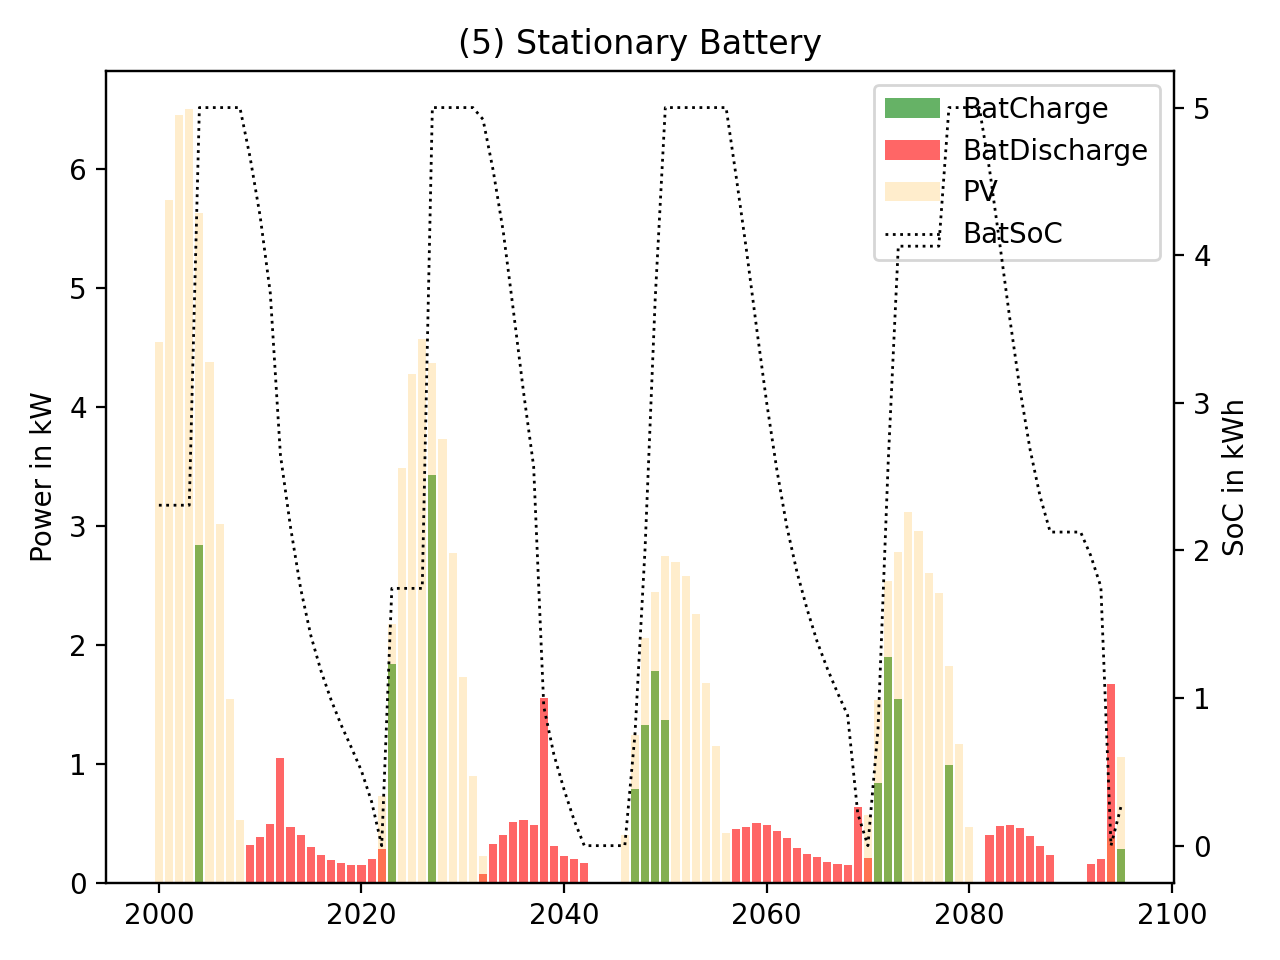 (5) Stationary Battery
BatCharge
BatDischarge
PV
BatSoC
Power in kW
SoC in kWh
6
5
4
3
2
1
0
5
4
3
2
1
0
2000 2020 2040 2060 2080 2100